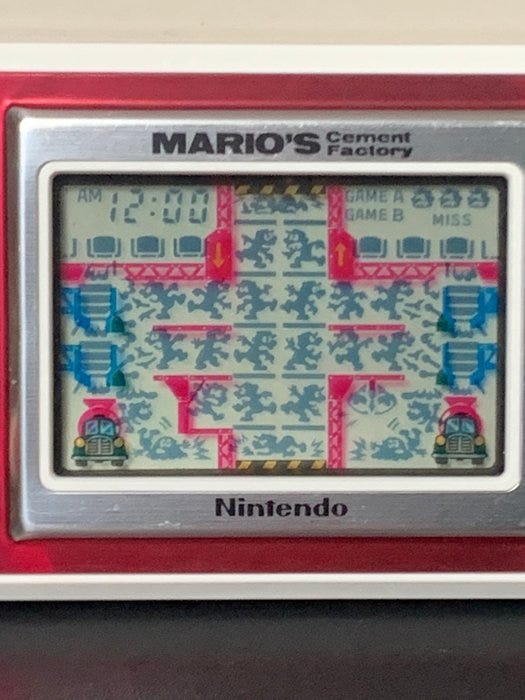 MARIO'S Cement Factory
AM 12:00
GAME A
GAME B
MISS
Nintendo